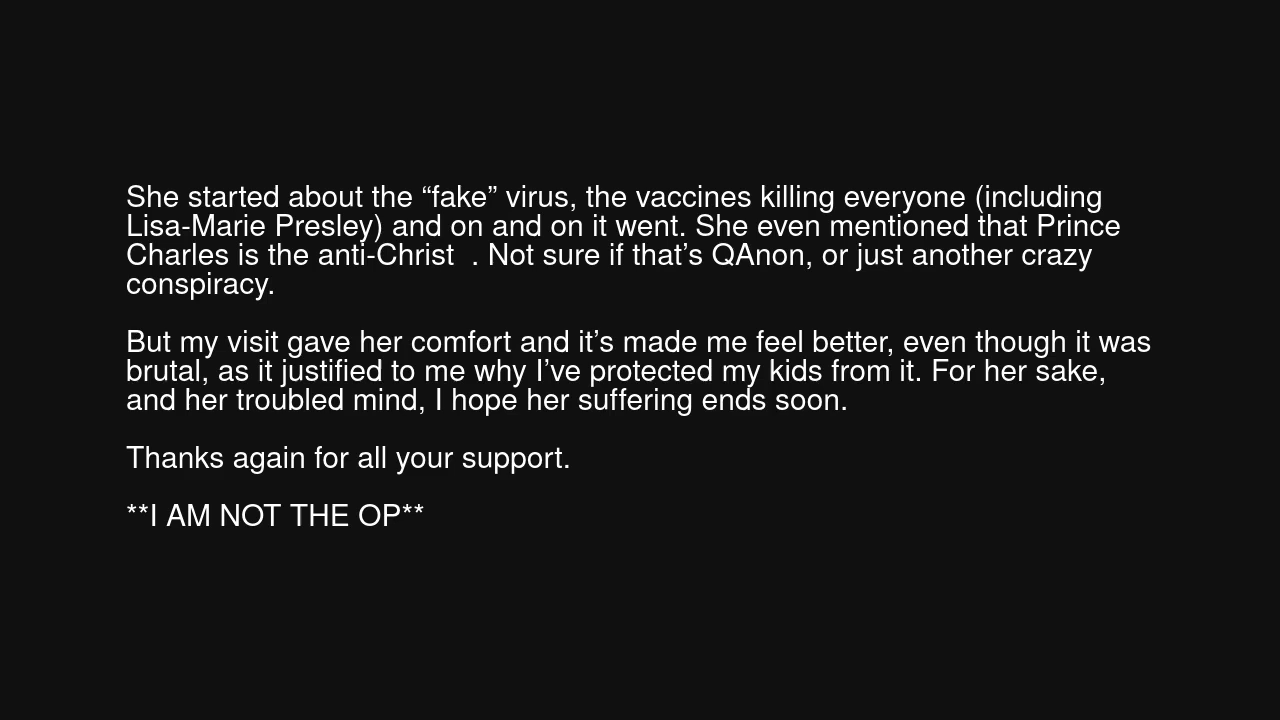 She started about the “fake” virus, the vaccines killing everyone (including
Lisa-Marie Presley) and on and on it went. She even mentioned that Prince
Charles is the anti-Christ  . Not sure if that’s QAnon, or just another crazy
conspiracy.
But my visit gave her comfort and it’s made me feel better, even though it was
brutal, as it justified to me why I’ve protected my kids from it. For her sake,
and her troubled mind, I hope her suffering ends soon.
Thanks again for all your support.
**I AM NOT THE OP**